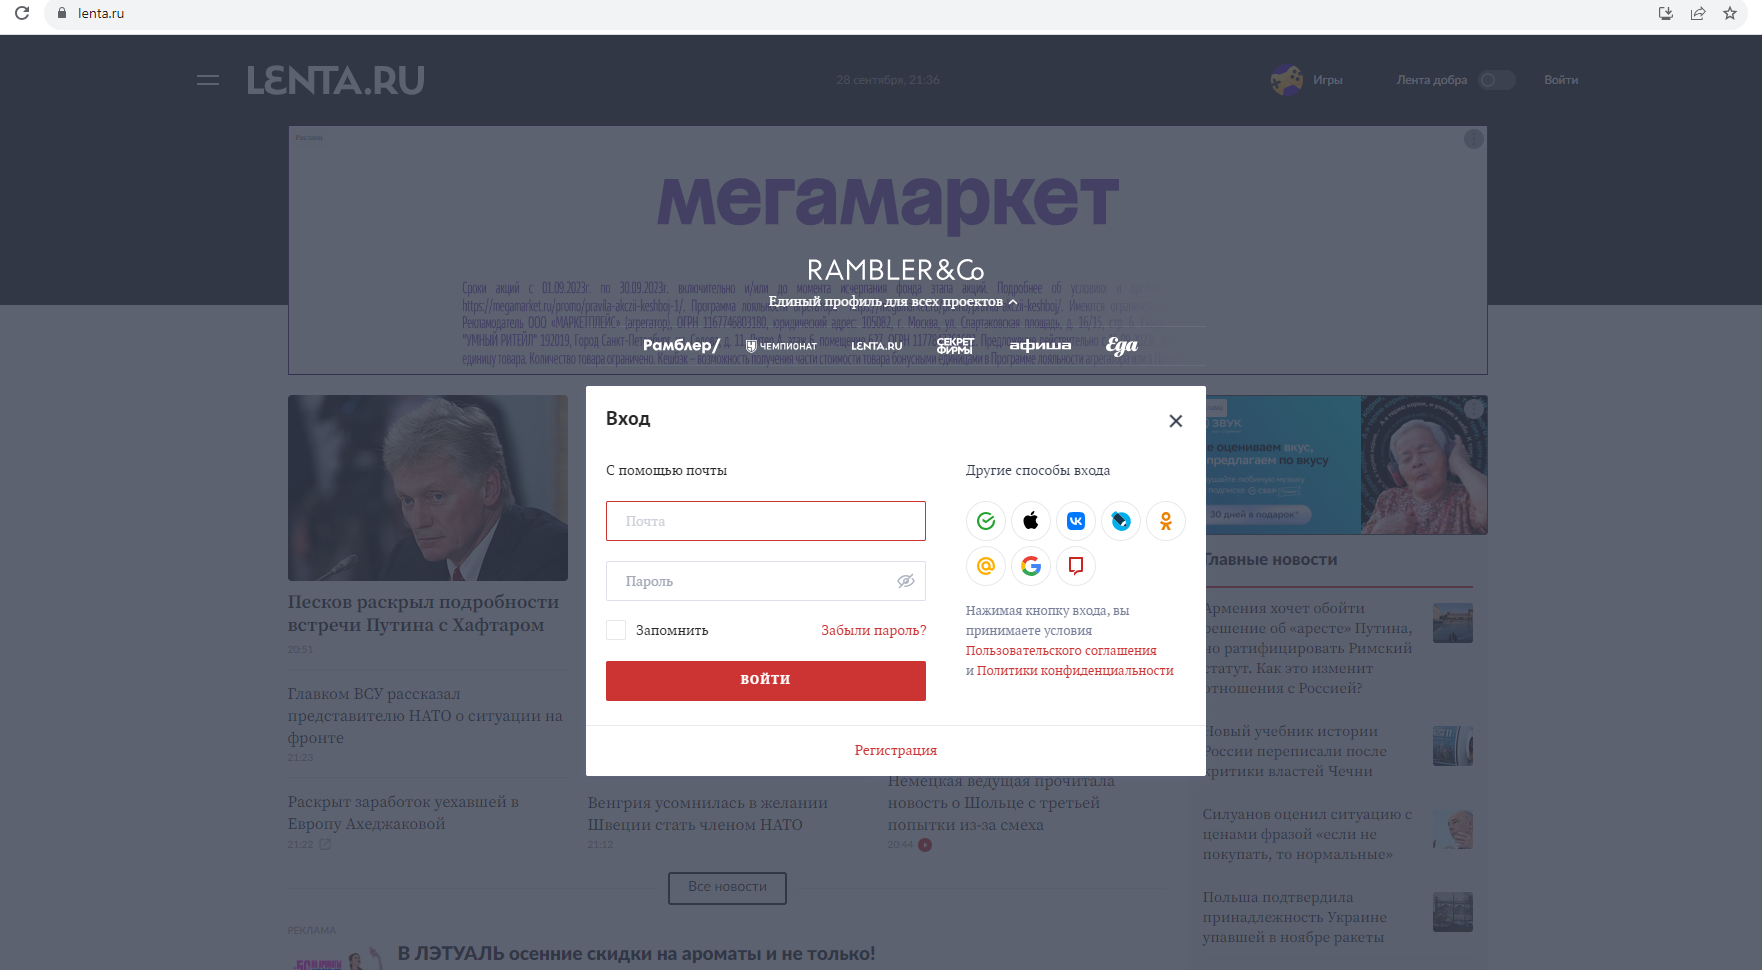 lenta.ru
LENTA.RU
28 сентября, 21:36
Игры
Лента добра
Войти
Реклама
мегамаркет
RAMBLER&Co
Единый профиль для всех проектов
Сроки акций с 01.09.2023г. по 30.09.2023г. включительно и/или до момента исчерпания фонда этапа акций. Подробнее об условиях
https://megamarket.ru/promo/pravila-akczii-keshboj-1/. Программа лояльности
Рекламодатель ООО «МАРКЕТПЛЕЙС» (агрегатор), ОГРН 1167746803180, юридический адрес: 105082, г. Москва, ул. Спартаковская площадь, д. 16/15, стр. 6.
"УМНЫЙ РИТЕЙЛ" 192019, Город Санкт-Петербург
единицу товара. Количество товара ограничено. Кешбэк – возможность получения части стоимости товара бонусными единицами в Программе лояльности
Рамблер/
ЧЕМПИОНАТ
LENTA.RU
СЕКРЕТ
ФИРМЫ
афиша
Еда
Вход
С помощью почты
Почта
Пароль
Запомнить
Забыли пароль?
ВОЙТИ
Другие способы входа
Нажимая кнопку входа, вы
принимаете условия
Пользовательского соглашения
и Политики конфиденциальности
Регистрация
Песков раскрыл подробности
встречи Путина с Хафтаром
20:51
Главком ВСУ рассказал
представителю НАТО о ситуации на
фронте
21:23
Раскрыт заработок уехавшей в
Европу Ахеджаковой
21:22
Венгрия усомнилась в желании
Швеции стать членом НАТО
21:12
Немецкая ведущая прочитала
новость о Шольце с третьей
попытки из-за смеха
20:44
ЗВУК
оцениваем вкус,
предлагаем по вкусу
30 дней в подарок*
Главные новости
Армения хочет обойти
решение об «аресте» Путина,
но ратифицировать Римский
статут. Как это изменит
отношения с Россией?
Новый учебник истории
России переписали после
критики властей Чечни
Силуанов оценил ситуацию с
ценами фразой «если не
покупать, то нормальные»
Польша подтвердила
принадлежность Украине
упавшей в ноябре ракеты
Все новости
РЕКЛАМА
В ЛЭТУАЛЬ осенние скидки на ароматы и не только!